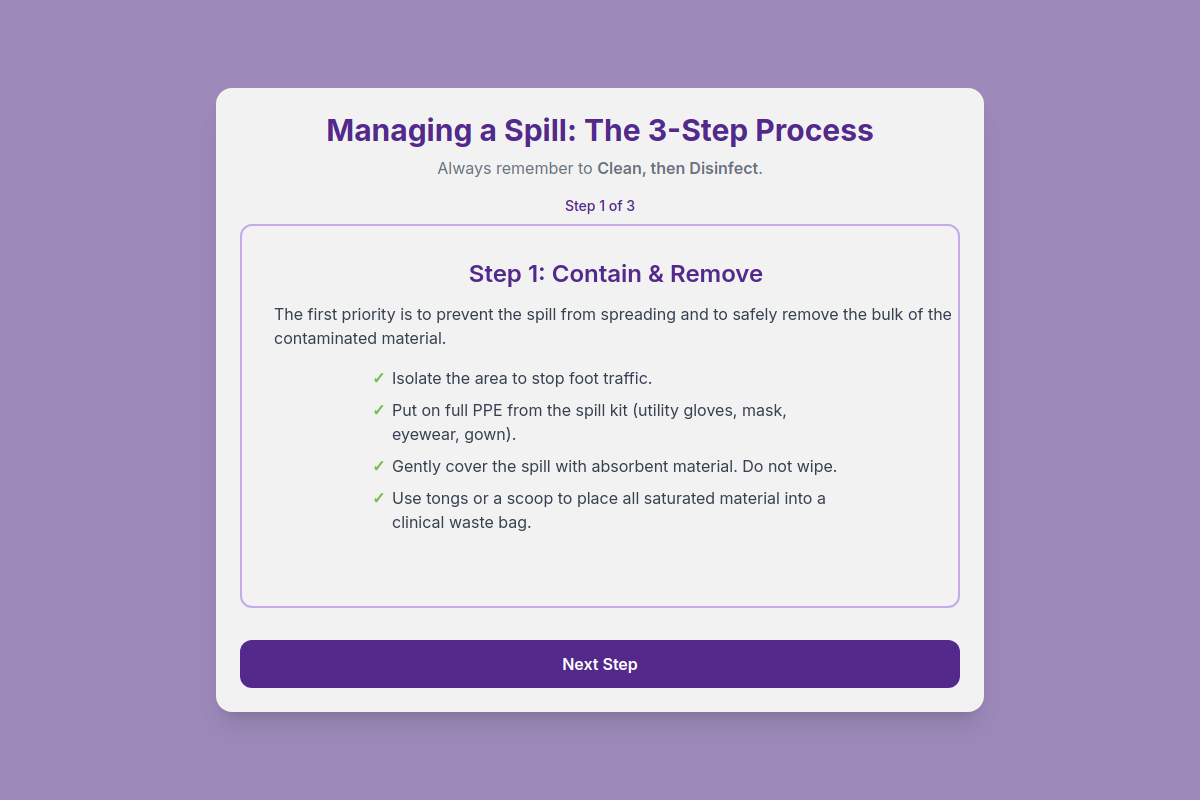 Managing a Spill: The 3-Step Process
Always remember to Clean, then Disinfect.
Step 1 of 3
Step 1: Contain & Remove
The first priority is to prevent the spill from spreading and to safely remove the bulk of the
contaminated material.
✓ Isolate the area to stop foot traffic.
✓ Put on full PPE from the spill kit (utility gloves, mask,
eyewear, gown).
✓ Gently cover the spill with absorbent material. Do not wipe.
✓ Use tongs or a scoop to place all saturated material into a
clinical waste bag.
Next Step